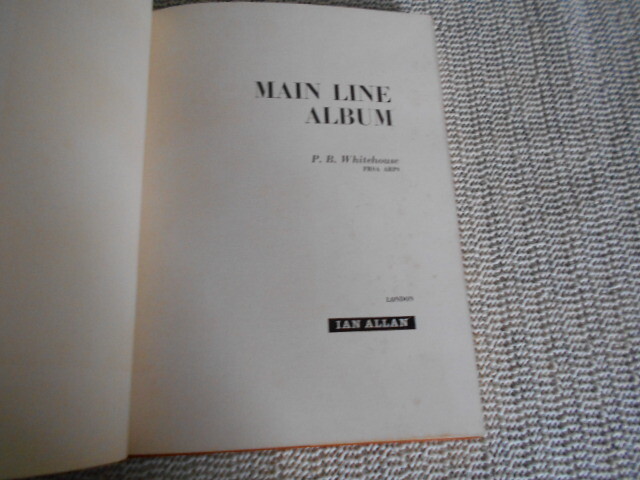 MAIN LINE
ALBUM
P. B. Whitehouse
FRSA ARPS
London
IAN ALLAN